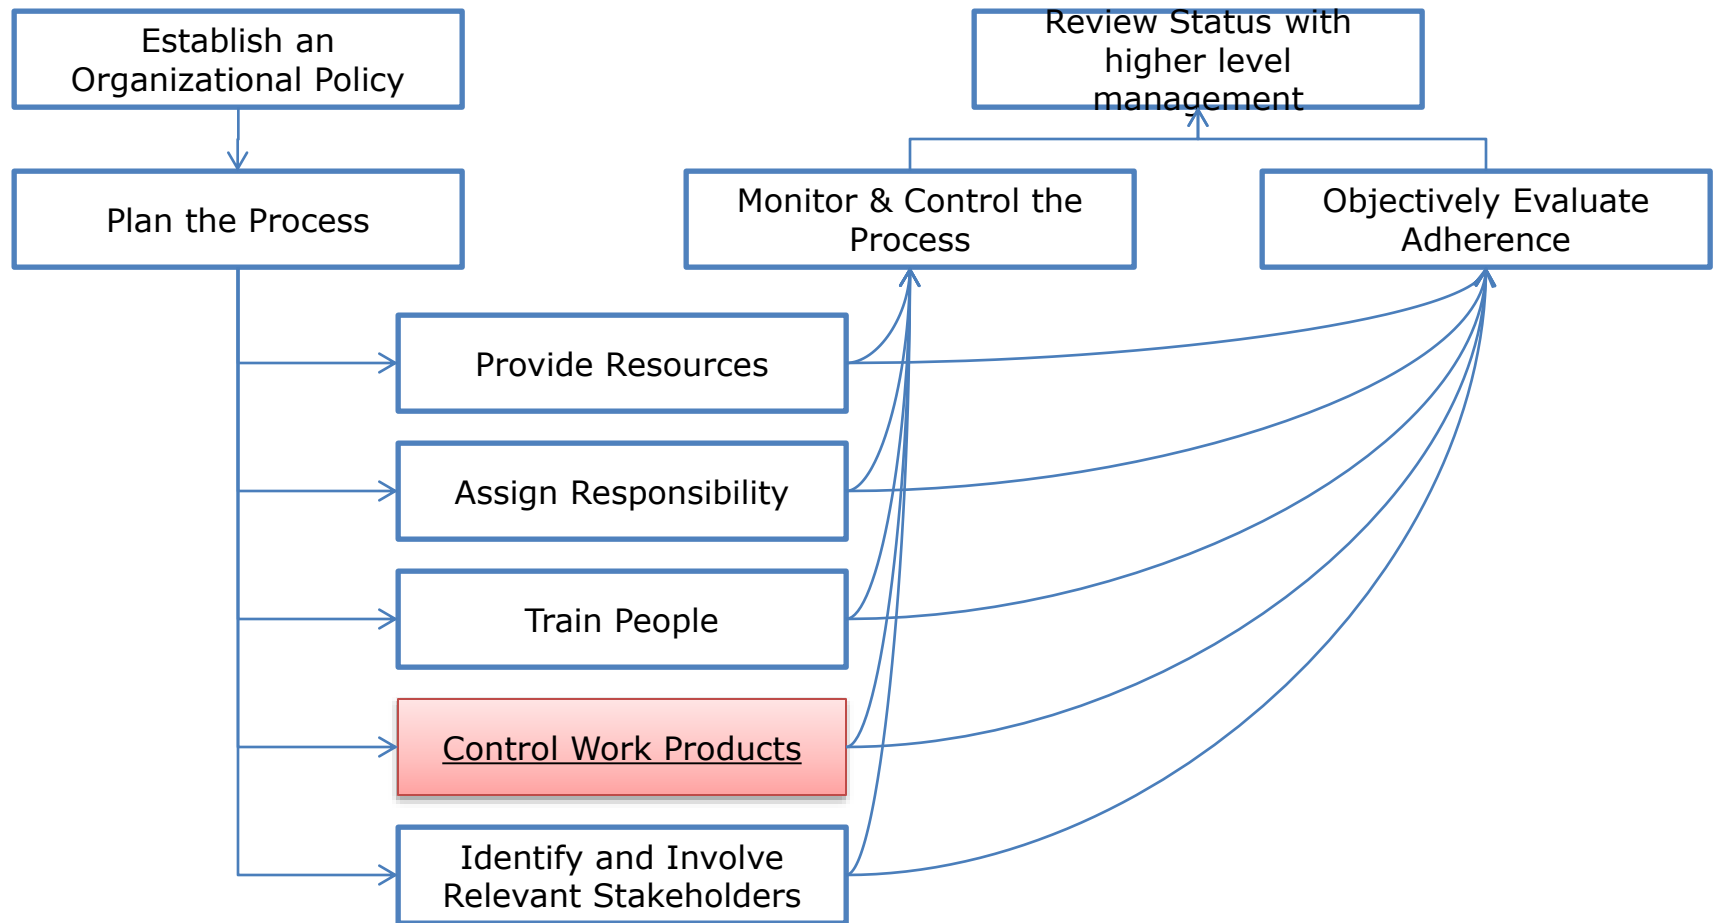 Establish an
Organizational Policy
Review Status with
higher level
management
Plan the Process
Monitor & Control the
Process
Objectively Evaluate
Adherence
Provide Resources
Assign Responsibility
Train People
Control Work Products
Identify and Involve
Relevant Stakeholders